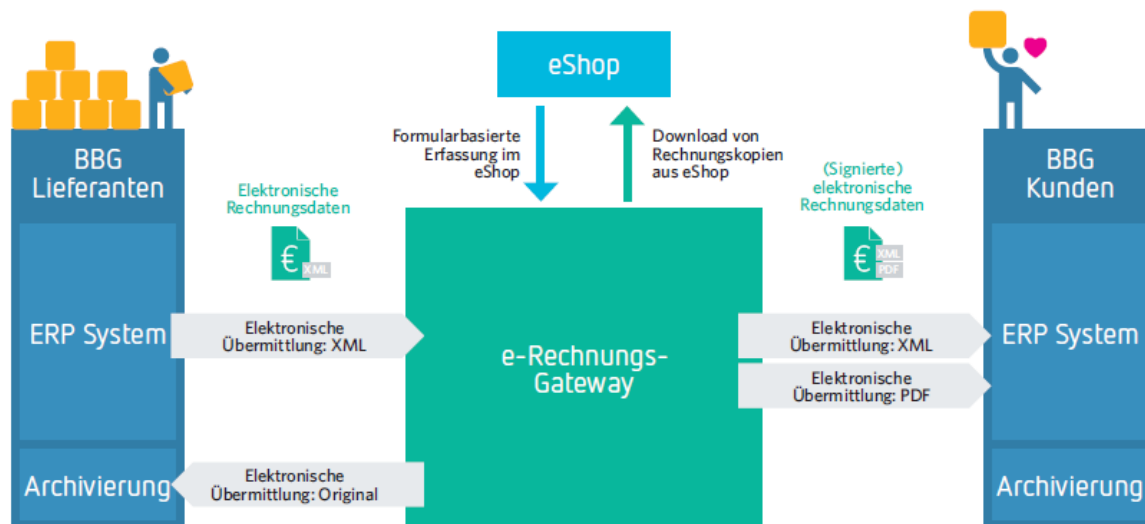 eShop
BBG
Lieferanten
Formularbasierte
Erfassung im
eShop
Download von
Rechnungskopien
aus eShop
BBG
Kunden
Elektronische
Rechnungsdaten
€
XML
(Signierte)
elektronische
Rechnungsdaten
€
XML
PDF
ERP System
Elektronische
Übermittlung: XML
e-Rechnungs-
Gateway
Elektronische
Übermittlung: XML
Elektronische
Übermittlung: PDF
ERP System
Archivierung
Elektronische
Übermittlung: Original
Archivierung